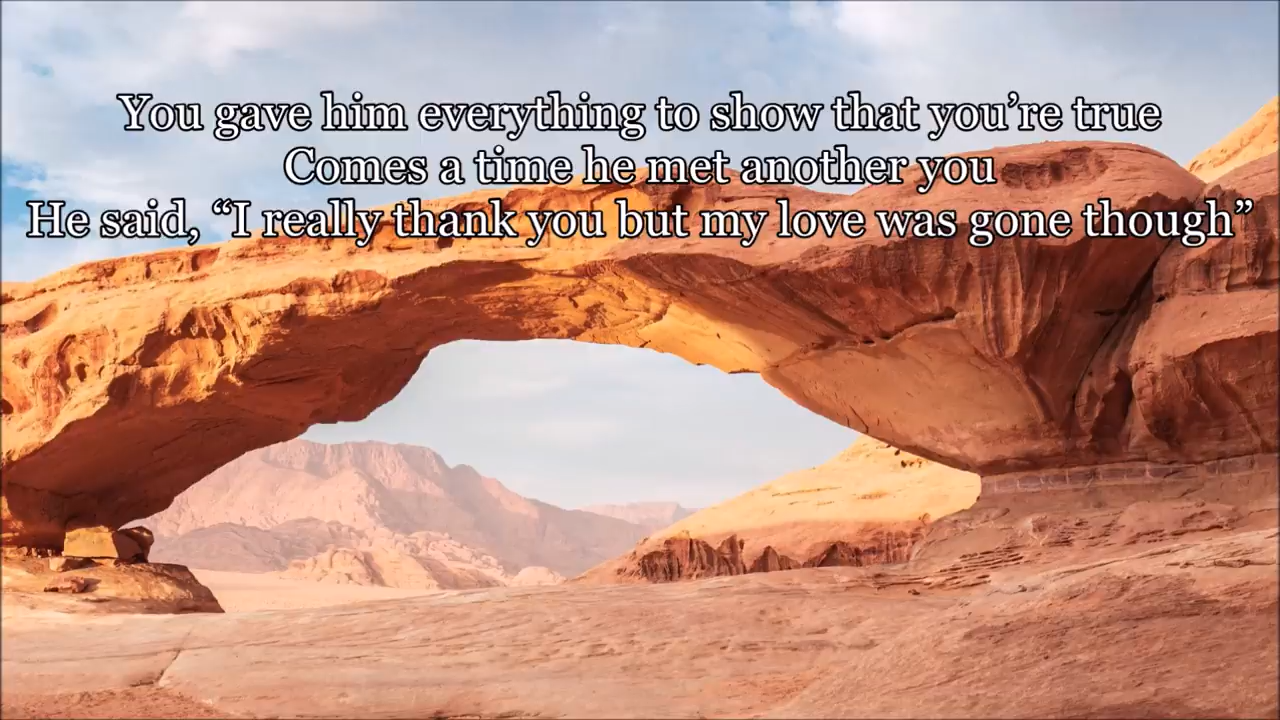 You gave him everything to show that you’re true
Comes a time he met another you
He said, “I really thank you but my love was gone though”